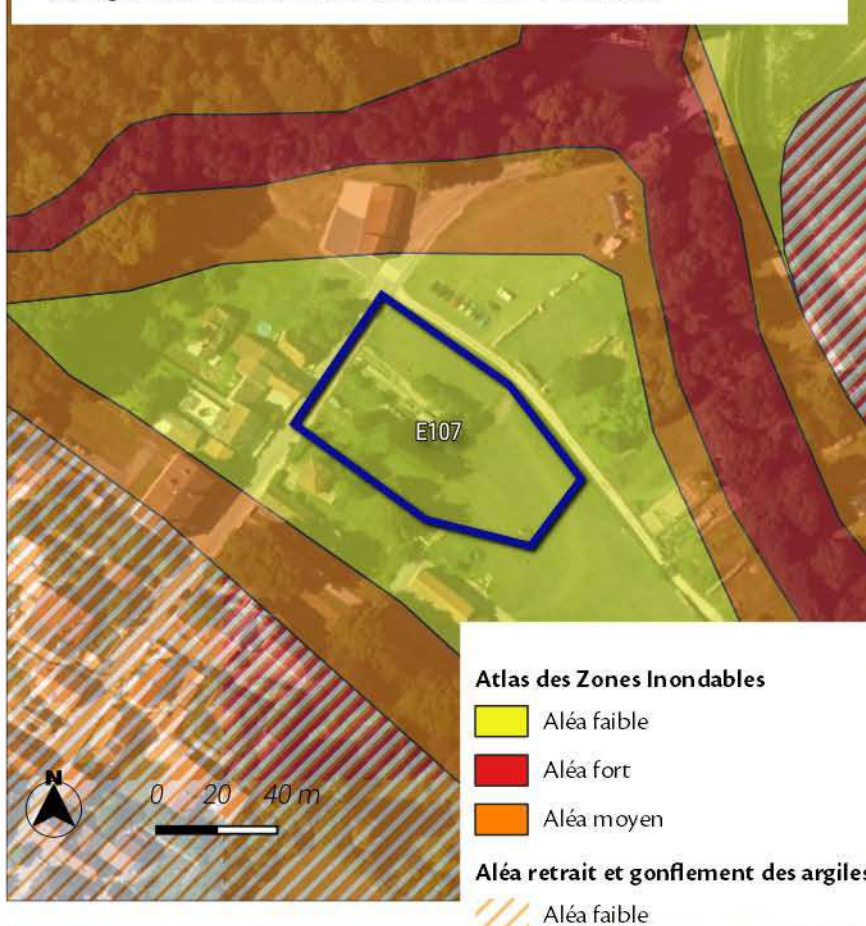 E107
N
0 20 40 m
Atlas des Zones Inondables
Aléa faible
Aléa fort
Aléa moyen
Aléa retrait et gonflement des argiles
Aléa faible